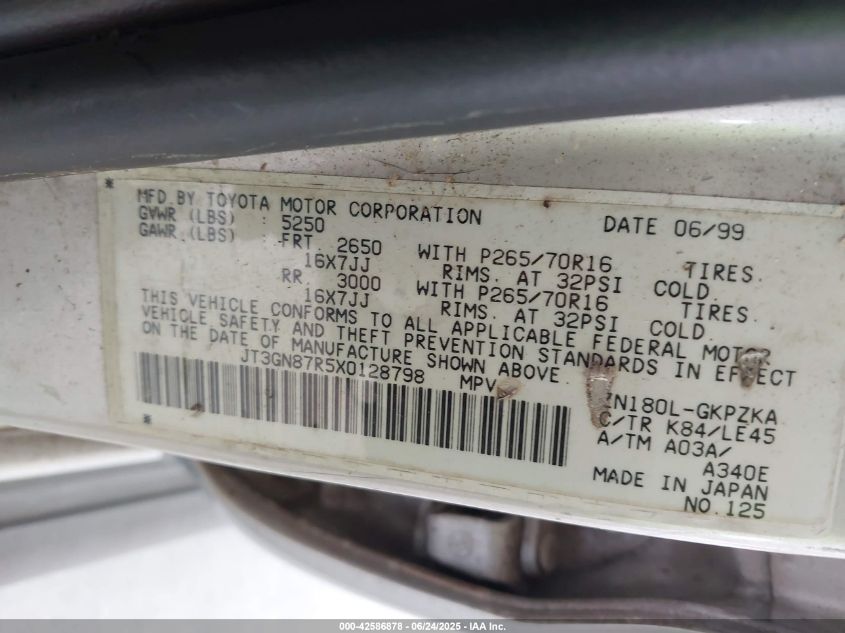 MFD.BY TOYOTA MOTOR CORPORATION DATE 06/99
GVWR (LBS) : 5250
GAWR (LBS) : FRT 2650 WITH P265/70R16 TIRES
16X7JJ RIMS. AT 32PSI COLD.
RR. 3000 WITH P265/70R16 TIRES
16X7JJ RIMS. AT 32PSI COLD.
THIS VEHICLE CONFORMS TO ALL APPLICABLE FEDERAL MOTOR
VEHICLE SAFETY AND THEFT PREVENTION STANDARDS IN EFFECT
ON THE DATE OF MANUFACTURE SHOWN ABOVE.
JT3GN87R5X0128798 MPV
C/TR K84/LE45
A/TM A03A/
A340E
MADE IN JAPAN
NO.125
000-42586878 - 06/24/2025 - IAA Inc.